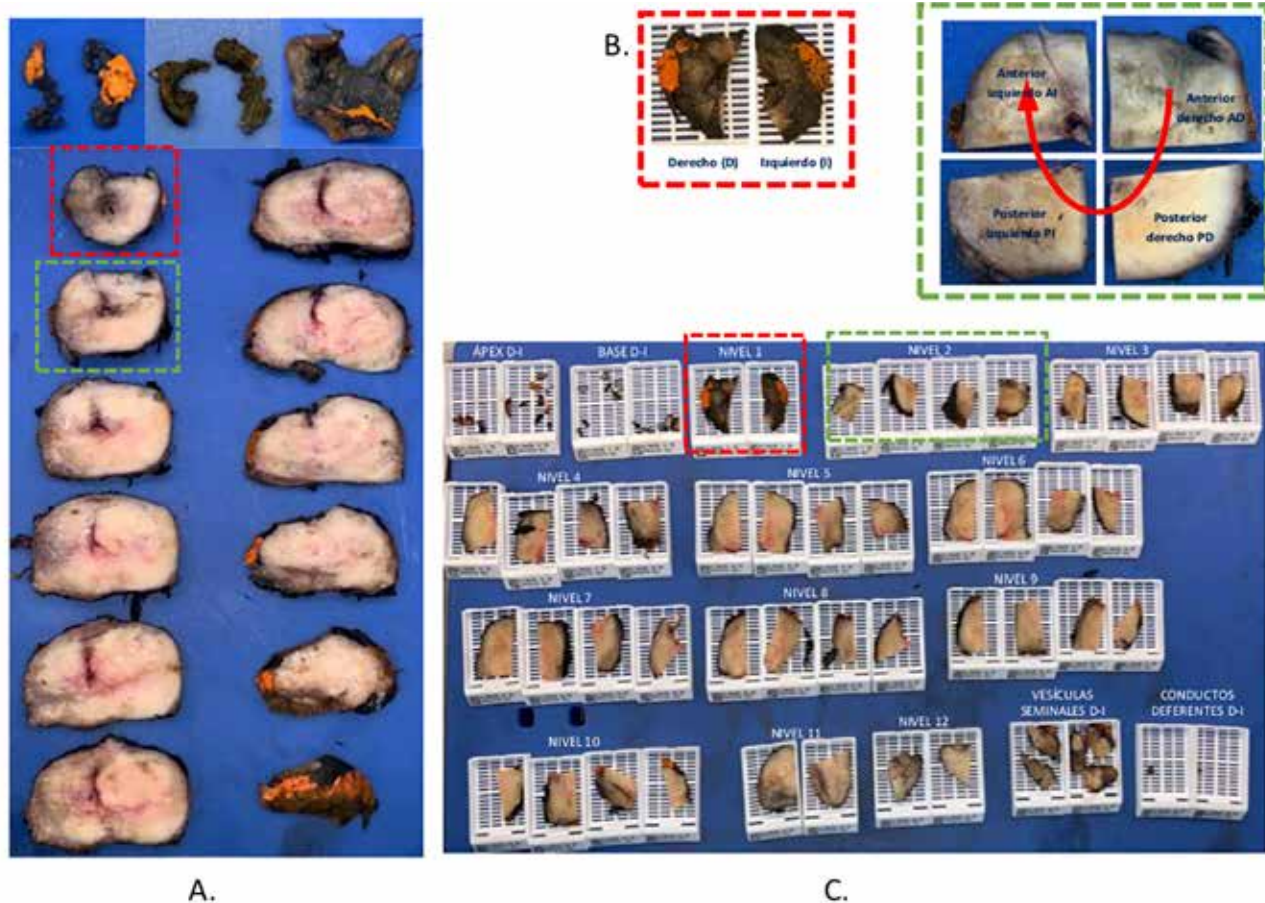 B.
Derecho (D)
Izquierdo (I)
Anterior
izquierdo AI
Anterior
derecho AD
Posterior
izquierdo PI
Posterior
derecho PD
ÁPEX D-I
BASE D-I
NIVEL 1
NIVEL 2
NIVEL 3
NIVEL 4
NIVEL 5
NIVEL 6
NIVEL 7
NIVEL 8
NIVEL 9
NIVEL 10
NIVEL 11
NIVEL 12
VESÍCULAS
SEMINALES D-I
CONDUCTOS
DEFERENTES D-I
A.
C.